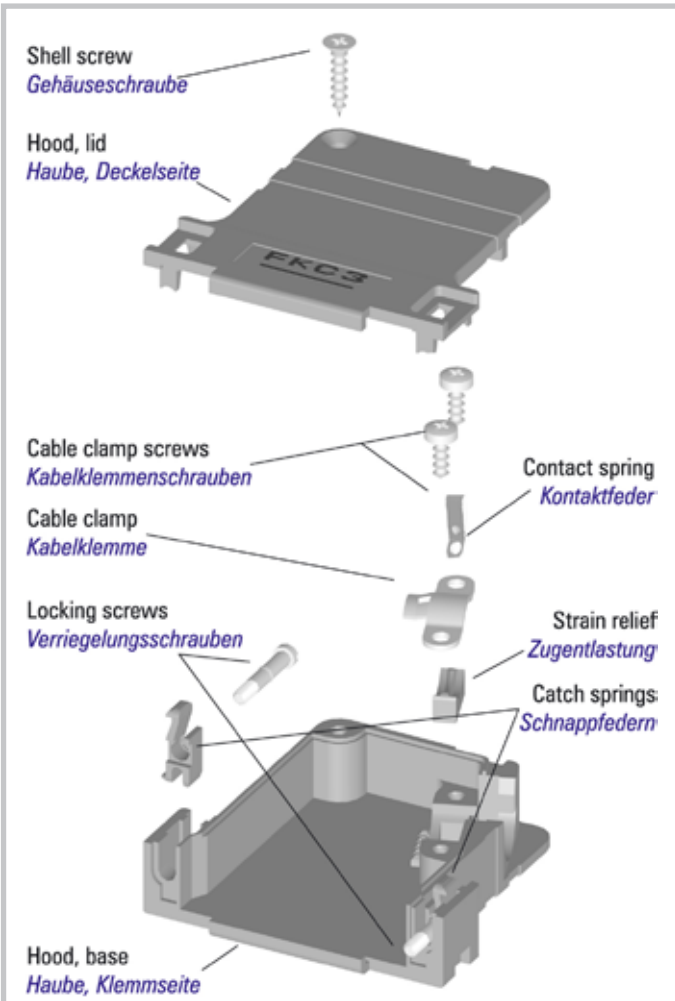 Shell screw
Gehäuseschraube
Hood, lid
Haube, Deckelseite
FKC3
Cable clamp screws
Kabelklemmenschrauben
Contact spring
Kontaktfeder
Cable clamp
Kabelklemme
Locking screws
Verriegelungsschrauben
Strain relief
Zugentlastung
Catch springs
Schnappfedern
Hood, base
Haube, Klemmseite